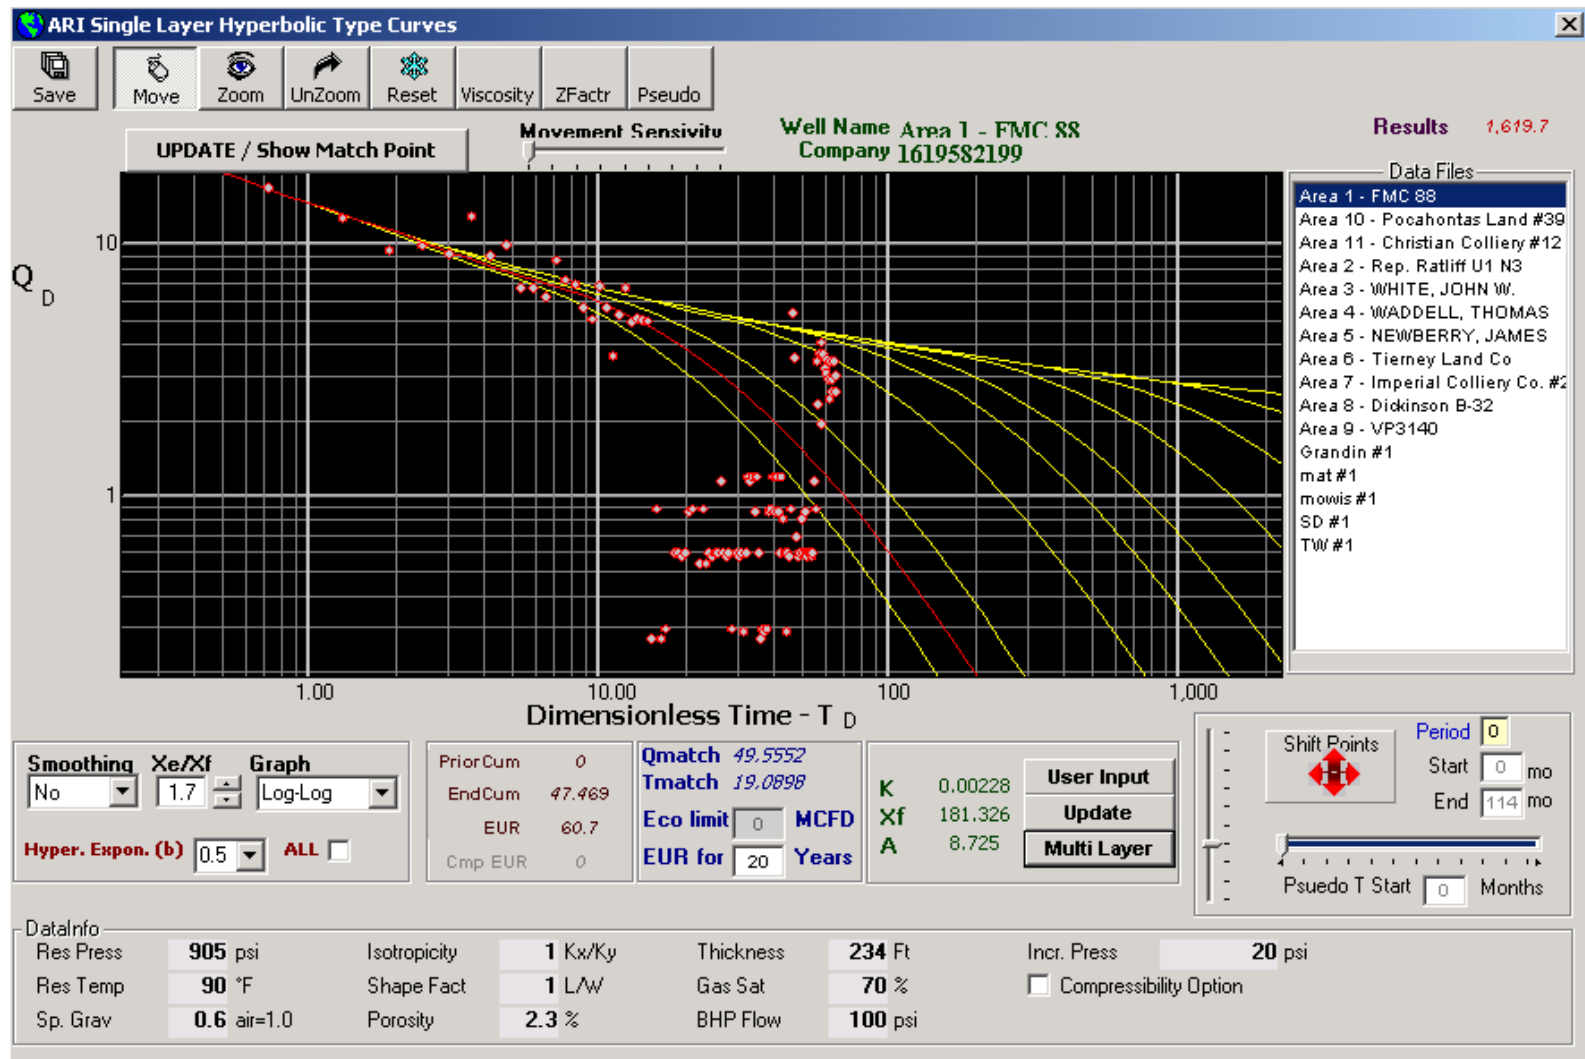 ARI Single Layer Hyperbolic Type Curves
Save Move Zoom UnZoom Reset Viscosity ZFactr Pseudo
UPDATE / Show Match Point
Movement Sensivitu
Well Name Area 1 - FMC 88
Company 1619582199
Results 1,619.7
Data Files
Area 1 - FMC 88
Area 10 - Pocahontas Land #39
Area 11 - Christian Colliery #12
Area 2 - Rep. Ratliff U1 N3
Area 3 - WHITE, JOHN W.
Area 4 - WADDELL, THOMAS
Area 5 - NEWBERRY, JAMES
Area 6 - Tierney Land Co
Area 7 - Imperial Colliery Co. #2
Area 8 - Dickinson B-32
Area 9 - VP3140
Grandin #1
mat #1
mowis #1
SD #1
TW #1
10
Q D
1
1.00 10.00 100 1,000
Dimensionless Time - T D
Smoothing Xe/Xf Graph
No 1.7 Log-Log
Hyper. Expon. (b) 0.5 ALL
PriorCum 0
EndCum 47.469
EUR 60.7
Cmp EUR 0
Qmatch 49.5552
Tmatch 19.0898
Eco limit 0 MCFD
EUR for 20 Years
K 0.00228
Xf 181.326
A 8.725
User Input
Update
Multi Layer
Shift Points
Period 0
Start 0 mo
End 114 mo
Psuedo T Start 0 Months
DataInfo
Res Press 905 psi Isotropicity 1 Kx/Ky Thickness 234 Ft Incr. Press 20 psi
Res Temp 90 °F Shape Fact 1 L/W Gas Sat 70 % Compressibility Option
Sp. Grav 0.6 air=1.0 Porosity 2.3 % BHP Flow 100 psi